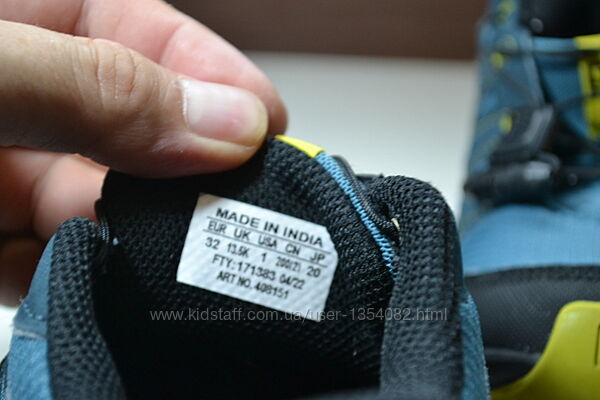 MADE IN INDIA
EUR UK USA CN JP
32 13.5K 1 200(2) 20
FTY:171383 04/22
ART NO.408151
www.kidstaff.com.ua/user-1354082.html